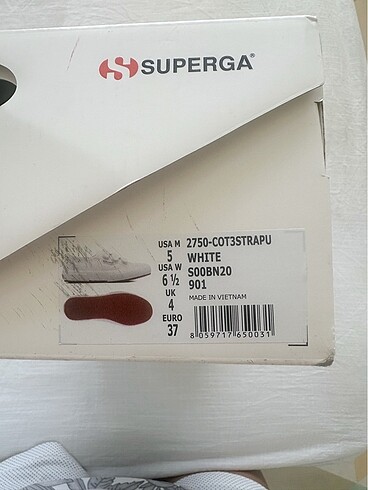 SUPERGA®
USA M
5
USA W
6 ½
UK
4
EURO
37
2750-COT3STRAPU
WHITE
S00BN20
901
MADE IN VIETNAM
8 059717 650031